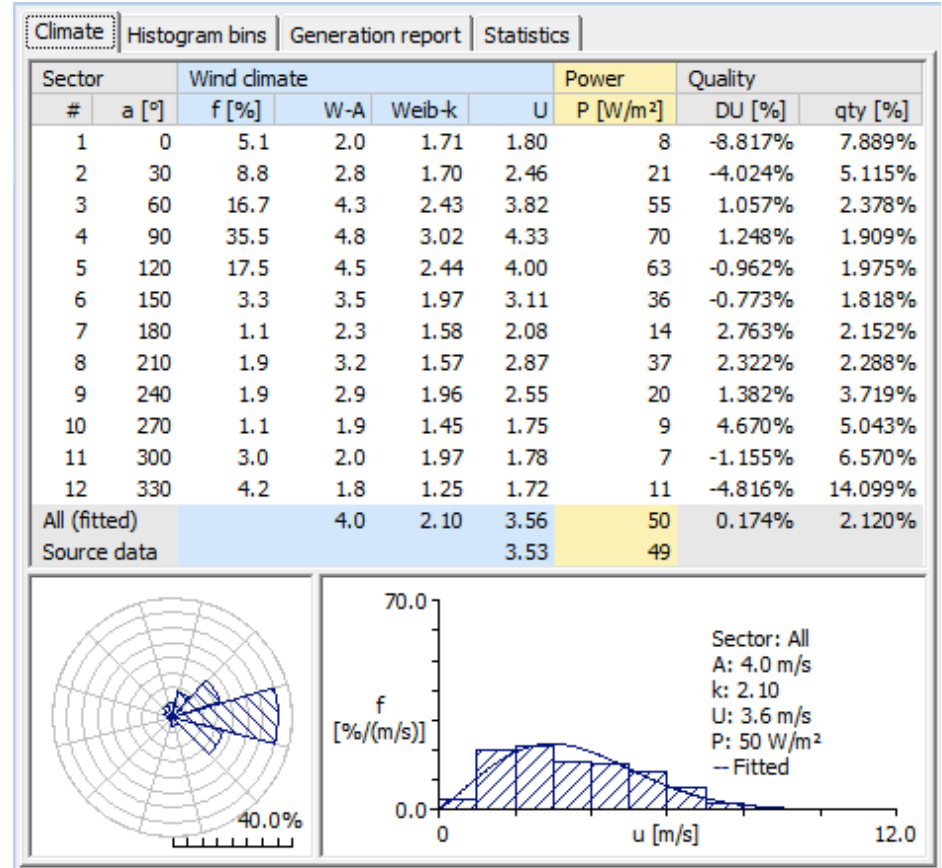 Climate Histogram bins Generation report Statistics
Sector Wind climate Power Quality
# a [°] f [%] W-A Weib-k U P [W/m²] DU [%] qty [%]
1 0 5.1 2.0 1.71 1.80 8 -8.817% 7.889%
2 30 8.8 2.8 1.70 2.46 21 -4.024% 5.115%
3 60 16.7 4.3 2.43 3.82 55 1.057% 2.378%
4 90 35.5 4.8 3.02 4.33 70 1.248% 1.909%
5 120 17.5 4.5 2.44 4.00 63 -0.962% 1.975%
6 150 3.3 3.5 1.97 3.11 36 -0.773% 1.818%
7 180 1.1 2.3 1.58 2.08 14 2.763% 2.152%
8 210 1.9 3.2 1.57 2.87 37 2.322% 2.288%
9 240 1.9 2.9 1.96 2.55 20 1.382% 3.719%
10 270 1.1 1.9 1.45 1.75 9 4.670% 5.043%
11 300 3.0 2.0 1.97 1.78 7 -1.155% 6.570%
12 330 4.2 1.8 1.25 1.72 11 -4.816% 14.099%
All (fitted) 4.0 2.10 3.56 50 0.174% 2.120%
Source data 3.53 49
40.0%
70.0
f
[%/(m/s)]
0.0
0 u [m/s] 12.0
Sector: All
A: 4.0 m/s
k: 2.10
U: 3.6 m/s
P: 50 W/m²
-- Fitted